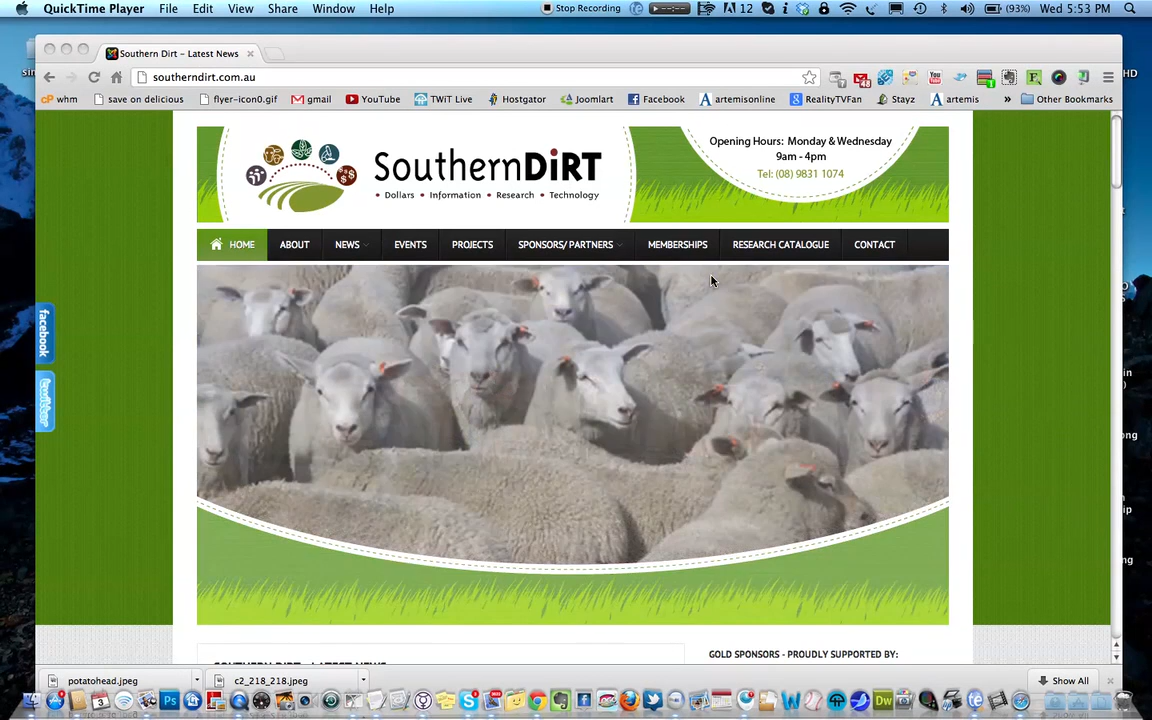 QuickTime Player File Edit View Share Window Help Stop Recording 12 (93%) Wed 5:53 PM
Southern Dirt - Latest News
southerndirt.com.au
whm save on delicious flyer-icon0.gif gmail YouTube TWiT Live Hostgator Joomlart Facebook artemisonline RealityTVFan Stayz artemis » Other Bookmarks
SouthernDiRT
• Dollars • Information • Research • Technology
Opening Hours: Monday & Wednesday
9am - 4pm
Tel: (08) 9831 1074
HOME ABOUT NEWS EVENTS PROJECTS SPONSORS/PARTNERS MEMBERSHIPS RESEARCH CATALOGUE CONTACT
facebook
twitter
SOUTHERN DIRT - LATEST NEWS
GOLD SPONSORS - PROUDLY SUPPORTED BY:
potatohead.jpeg c2_218_218.jpeg Show All